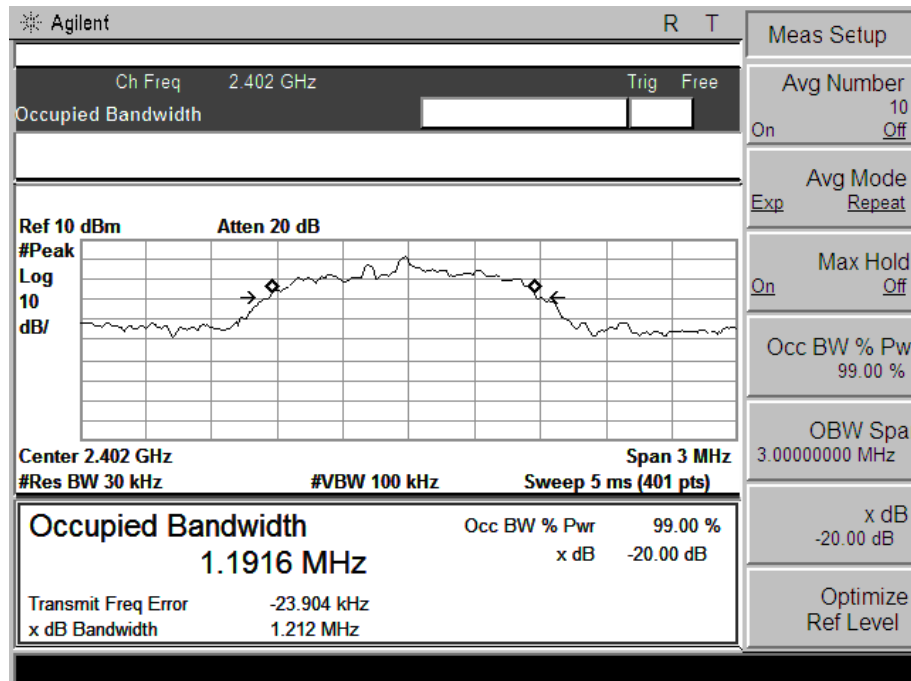 Agilent R T
Ch Freq 2.402 GHz Trig Free
Occupied Bandwidth
Ref 10 dBm Atten 20 dB
#Peak
Log
10
dB/
Center 2.402 GHz Span 3 MHz
#Res BW 30 kHz #VBW 100 kHz Sweep 5 ms (401 pts)
Occupied Bandwidth Occ BW % Pwr 99.00 %
1.1916 MHz x dB -20.00 dB
Transmit Freq Error -23.904 kHz
x dB Bandwidth 1.212 MHz
Meas Setup
Avg Number
10
On Off
Avg Mode
Exp Repeat
Max Hold
On Off
Occ BW % Pw
99.00 %
OBW Spa
3.00000000 MHz
x dB
-20.00 dB
Optimize
Ref Level